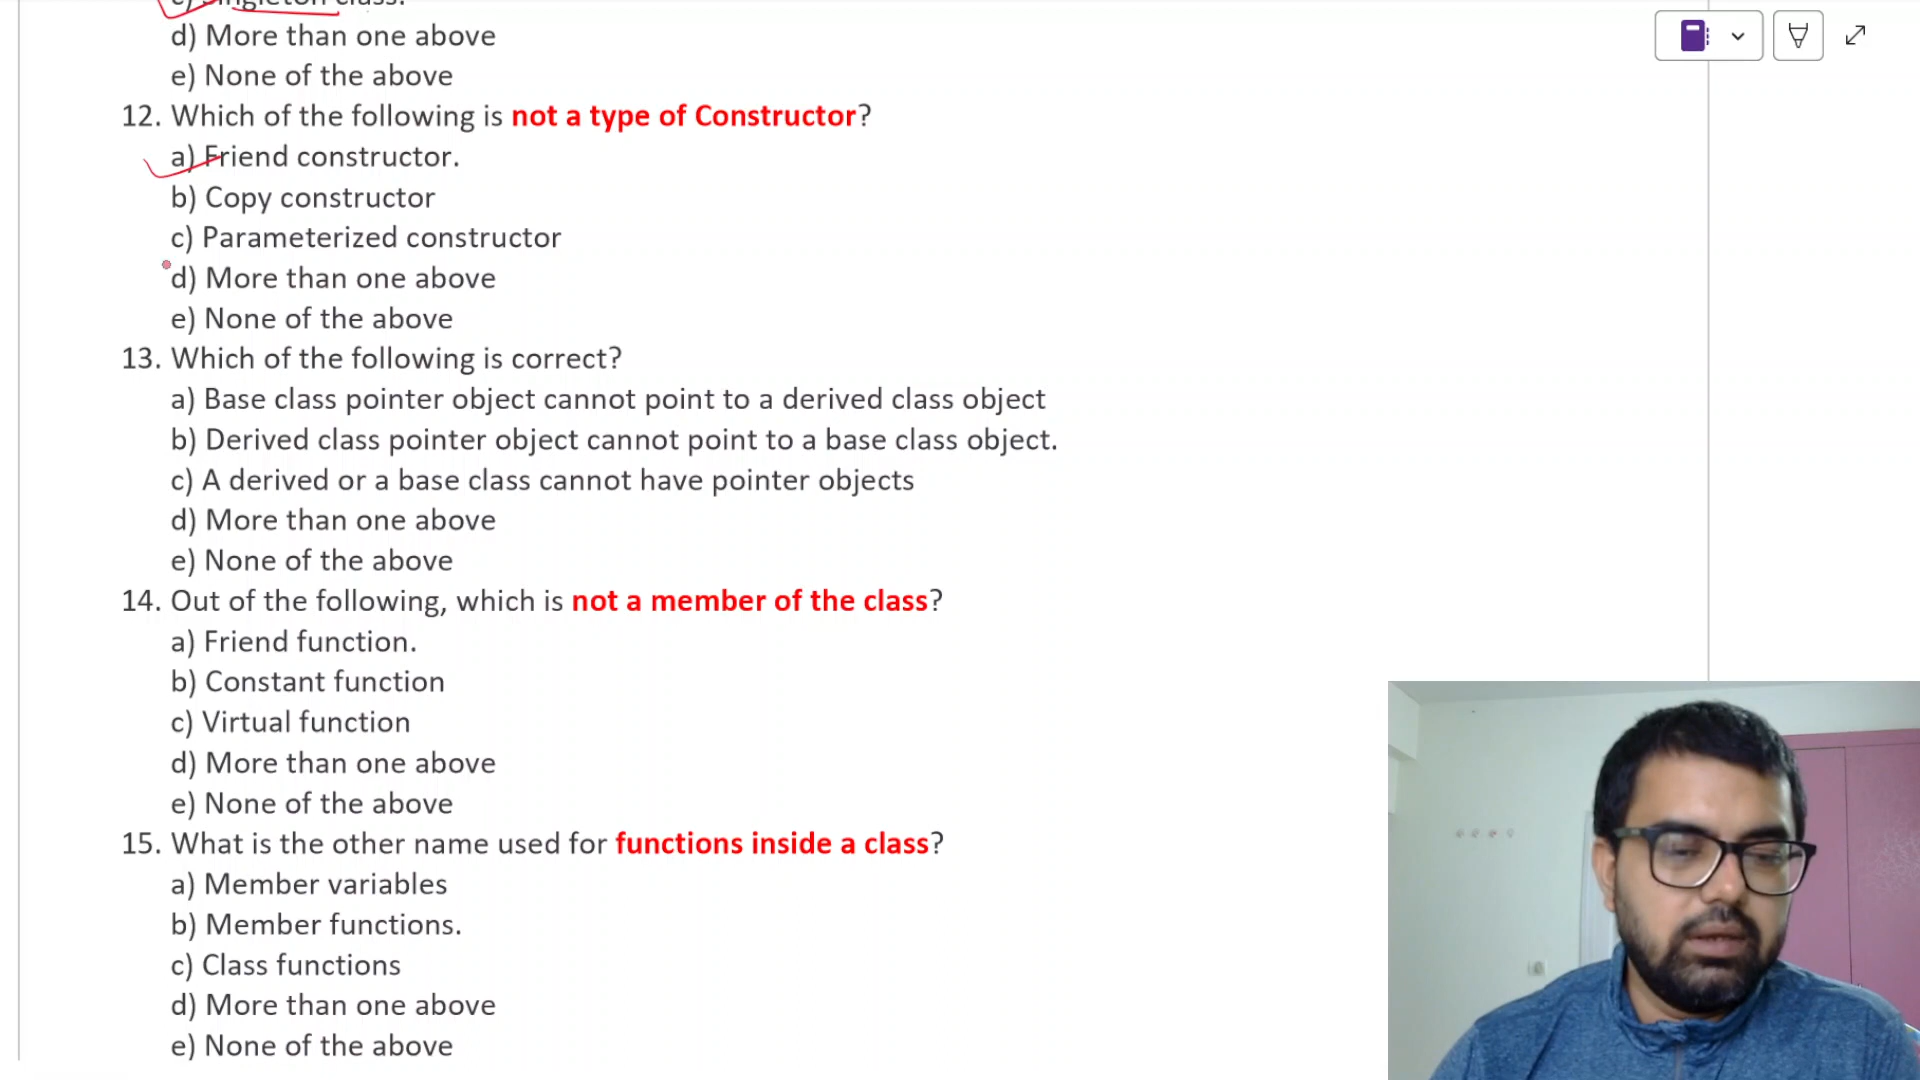 c) Singleton class.
d) More than one above
e) None of the above
12. Which of the following is not a type of Constructor?
a) Friend constructor.
b) Copy constructor
c) Parameterized constructor
d) More than one above
e) None of the above
13. Which of the following is correct?
a) Base class pointer object cannot point to a derived class object
b) Derived class pointer object cannot point to a base class object.
c) A derived or a base class cannot have pointer objects
d) More than one above
e) None of the above
14. Out of the following, which is not a member of the class?
a) Friend function.
b) Constant function
c) Virtual function
d) More than one above
e) None of the above
15. What is the other name used for functions inside a class?
a) Member variables
b) Member functions.
c) Class functions
d) More than one above
e) None of the above